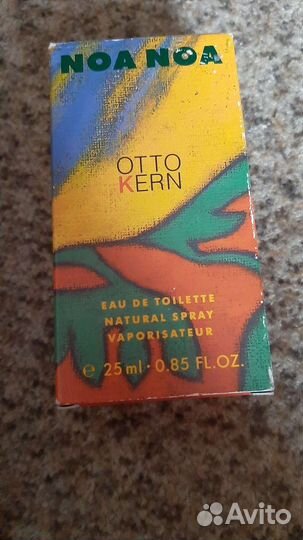 NOA NOA
OTTO
KERN
EAU DE TOILETTE
NATURAL SPRAY
VAPORISATEUR
℮ 25 ml · 0.85 FL.OZ.
Avito